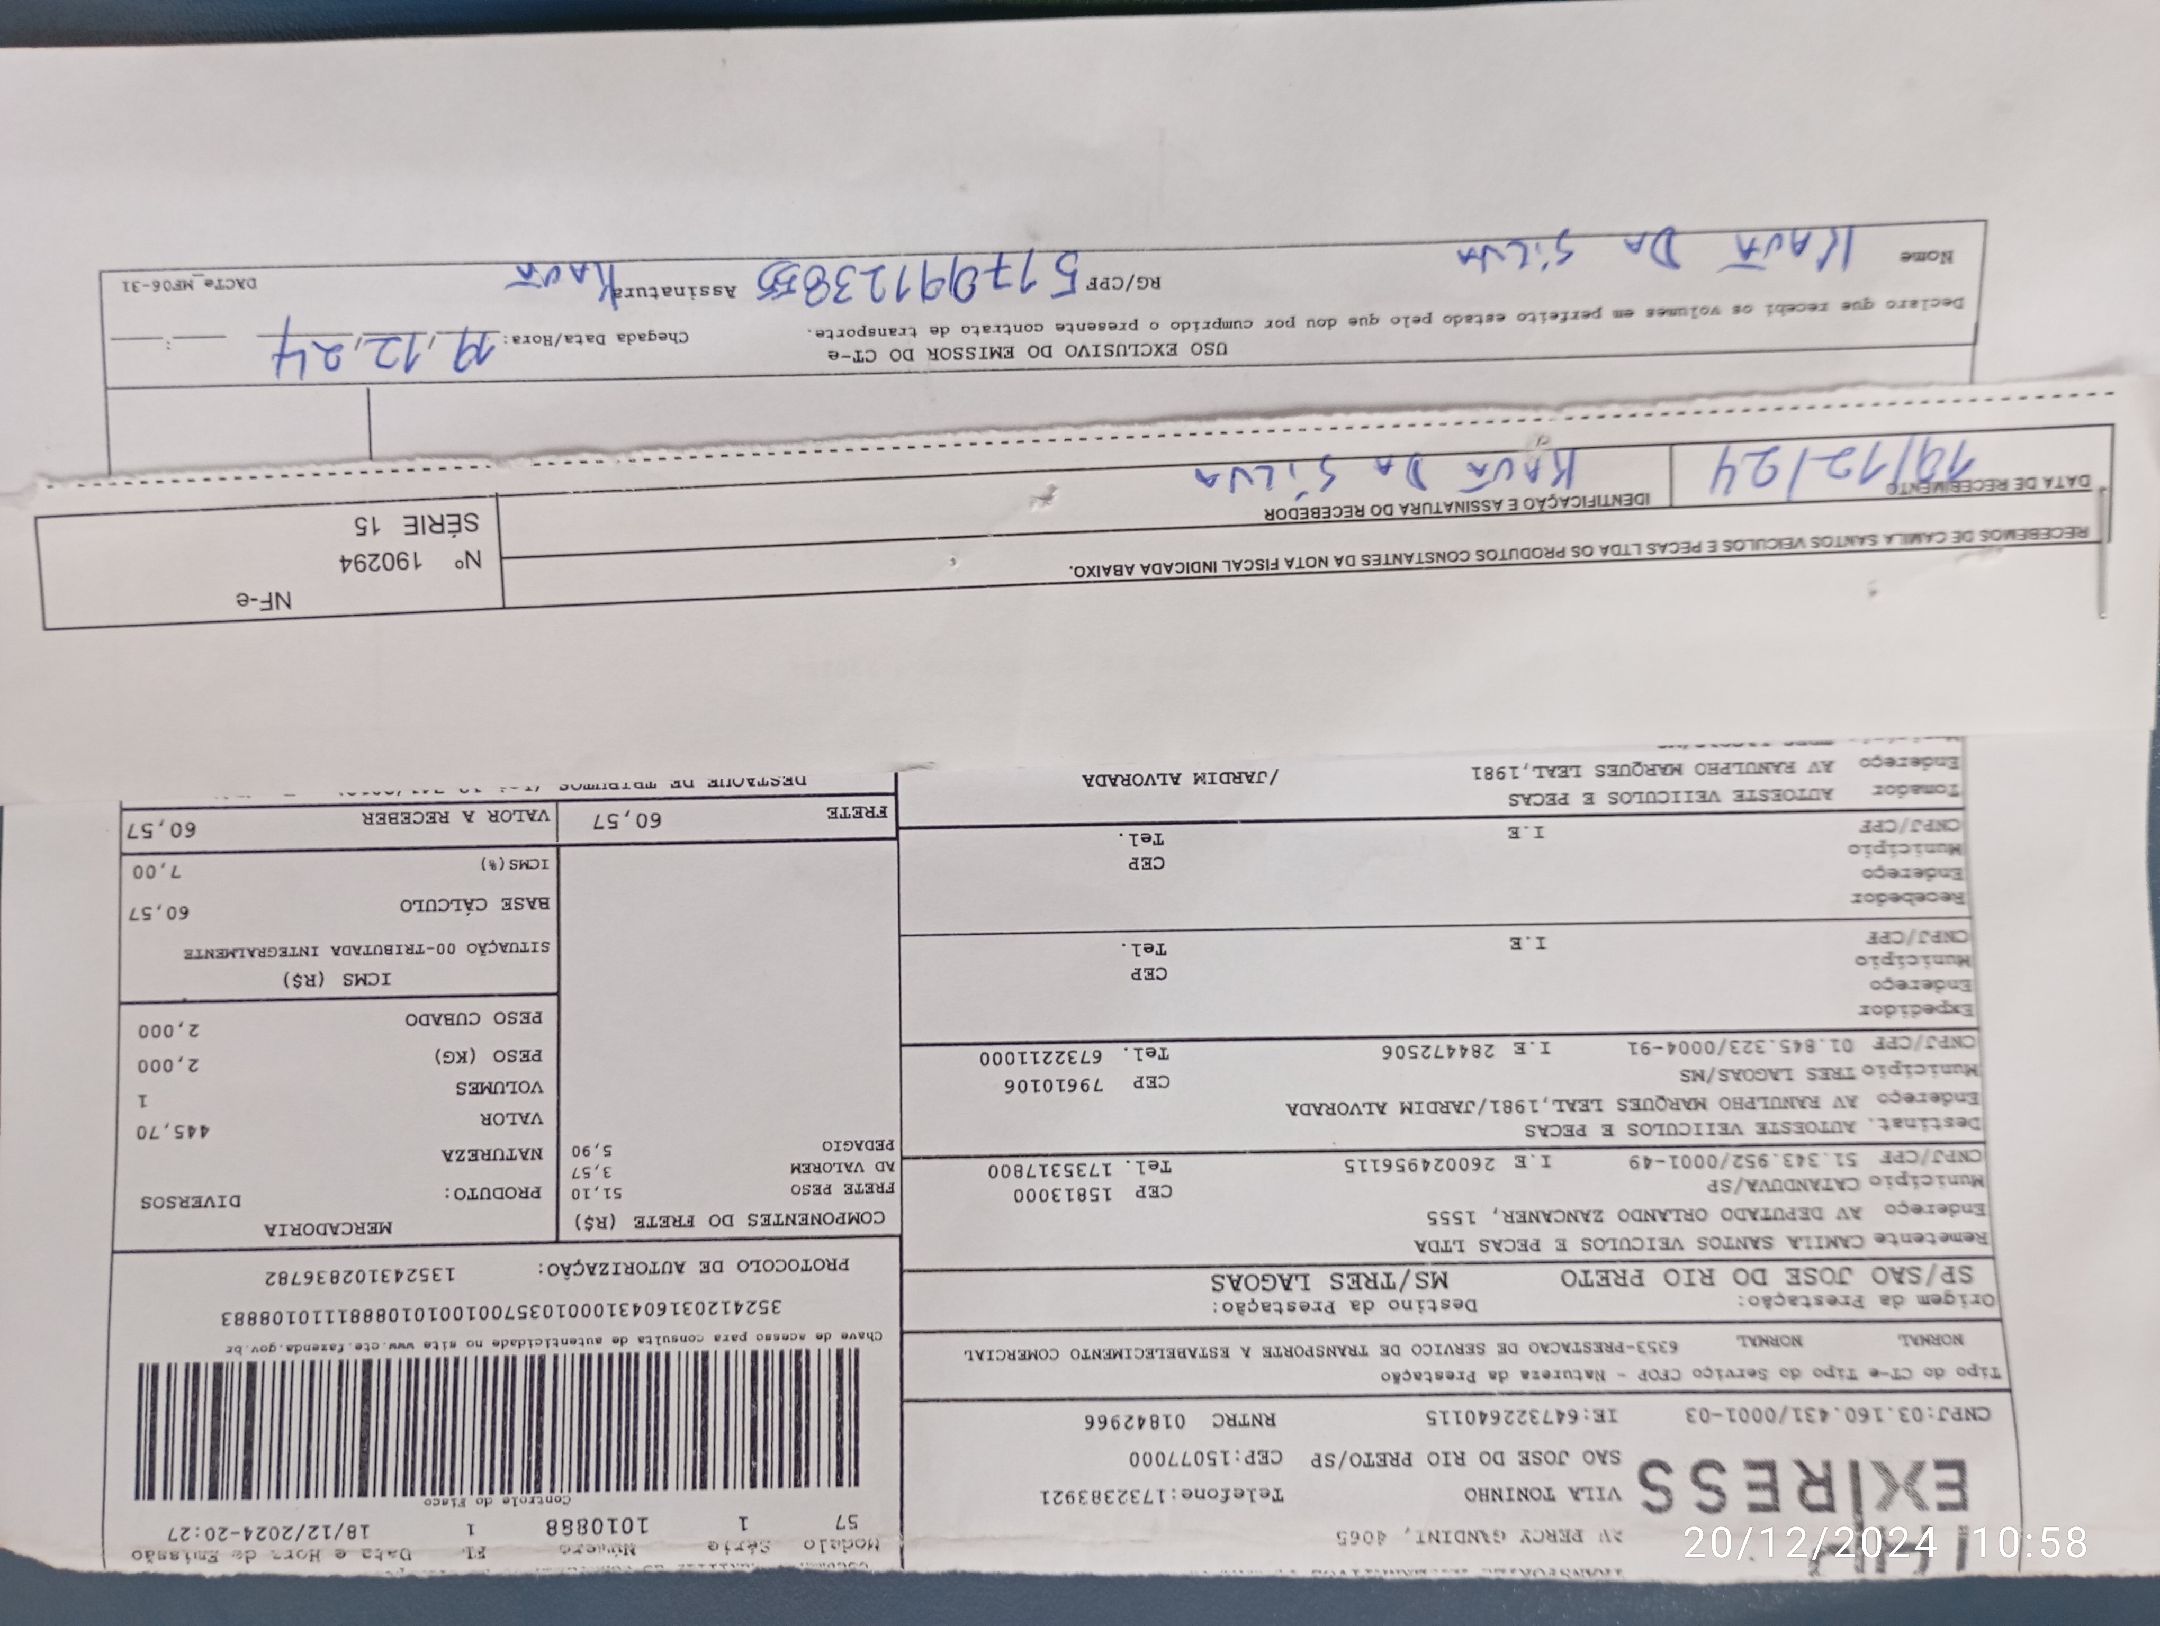 EXPRESS
AV PERCY GANDINI, 4065
VILA TONINHO Telefone:1732383921
SAO JOSE DO RIO PRETO/SP CEP:15077000
CNPJ:03.160.431/0001-03 IE:647322640115 RNTRC 01842966
Tipo do CT-e Tipo do Serviço CFOP - Natureza da Prestação
NORMAL NORMAL 6353-PRESTACAO DE SERVICO DE TRANSPORTE A ESTABELECIMENTO COMERCIAL
Origem da Prestação: Destino da Prestação:
SP/SAO JOSE DO RIO PRETO MS/TRES LAGOAS
Remetente CAMILA SANTOS VEICULOS E PECAS LTDA
Endereço AV DEPUTADO ORLANDO ZANCANER, 1555
Município CATANDUVA/SP CEP 15813000
CNPJ/CPF 51.343.952/0001-49 I.E 260024956115 Tel. 1735317800
Destinat. AUTOESTE VEIICULOS E PECAS
Endereço AV RANULPHO MARQUES LEAL,1981/JARDIM ALVORADA
Município TRES LAGOAS/MS CEP 79610106
CNPJ/CPF 01.845.323/0004-91 I.E 284472506 Tel. 6732211000
Expedidor
Endereço
Município CEP
CNPJ/CPF I.E Tel.
Recebedor
Endereço
Município CEP
CNPJ/CPF I.E Tel.
Tomador AUTOESTE VEIICULOS E PECAS
Endereço AV RANULPHO MARQUES LEAL,1981 /JARDIM ALVORADA
Modelo Série Número Fl Data e Hora de Emissão
57 1 1010888 1 18/12/2024-20:27
Controle do Fisco
Chave de acesso para consulta de autenticidade no site www.cte.fazenda.gov.br
35241203160431000103570010010108881110108883
PROTOCOLO DE AUTORIZAÇÃO: 135243102836782
COMPONENTES DO FRETE (R$)
FRETE PESO 51,10
AD VALOREM 3,57
PEDAGIO 5,90
MERCADORIA
PRODUTO: DIVERSOS
NATUREZA
VALOR 445,70
VOLUMES 1
PESO (KG) 2,000
PESO CUBADO 2,000
ICMS (R$)
SITUAÇÃO 00-TRIBUTADA INTEGRALMENTE
BASE CÁLCULO 60,57
ICMS(%) 7,00
FRETE 60,57 VALOR A RECEBER 60,57
DESTAQUE DE TRIBUTOS
RECEBEMOS DE CAMILA SANTOS VEICULOS E PECAS LTDA OS PRODUTOS CONSTANTES DA NOTA FISCAL INDICADA ABAIXO.
NF-e
Nº 190294
SÉRIE 15
DATA DE RECEBIMENTO IDENTIFICAÇÃO E ASSINATURA DO RECEBEDOR
19/12/24 KAUÃ DA SILVA
USO EXCLUSIVO DO EMISSOR DO CT-e
Declaro que recebi os volumes em perfeito estado pelo que dou por cumprido o presente contrato de transporte.
Chegada Data/Hora: 19,12,24
Nome KAUÃ DA SILVA RG/CPF Assinatura KAUÃ
DACTe_MF06-31
20/12/2024 10:58